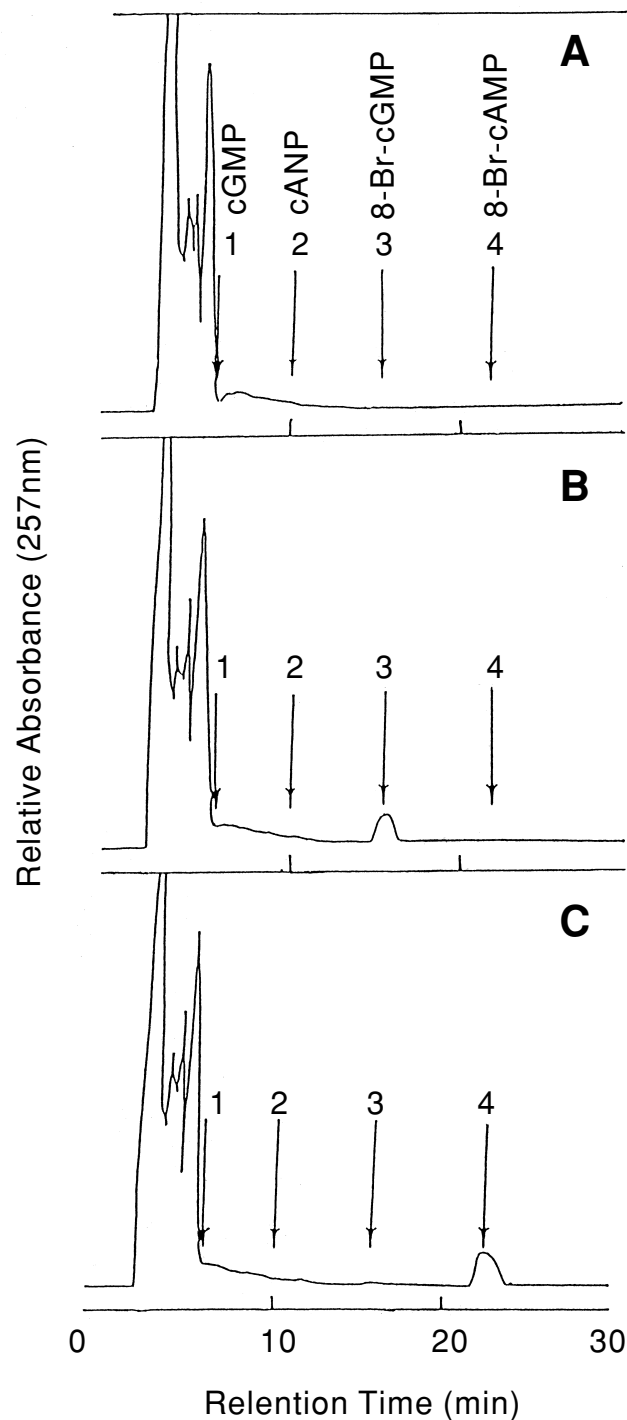 A
cGMP
cANP
8-Br-cGMP
8-Br-cAMP
1 2 3 4
B
1 2 3 4
C
1 2 3 4
Relative Absorbance (257nm)
0 10 20 30
Relention Time (min)